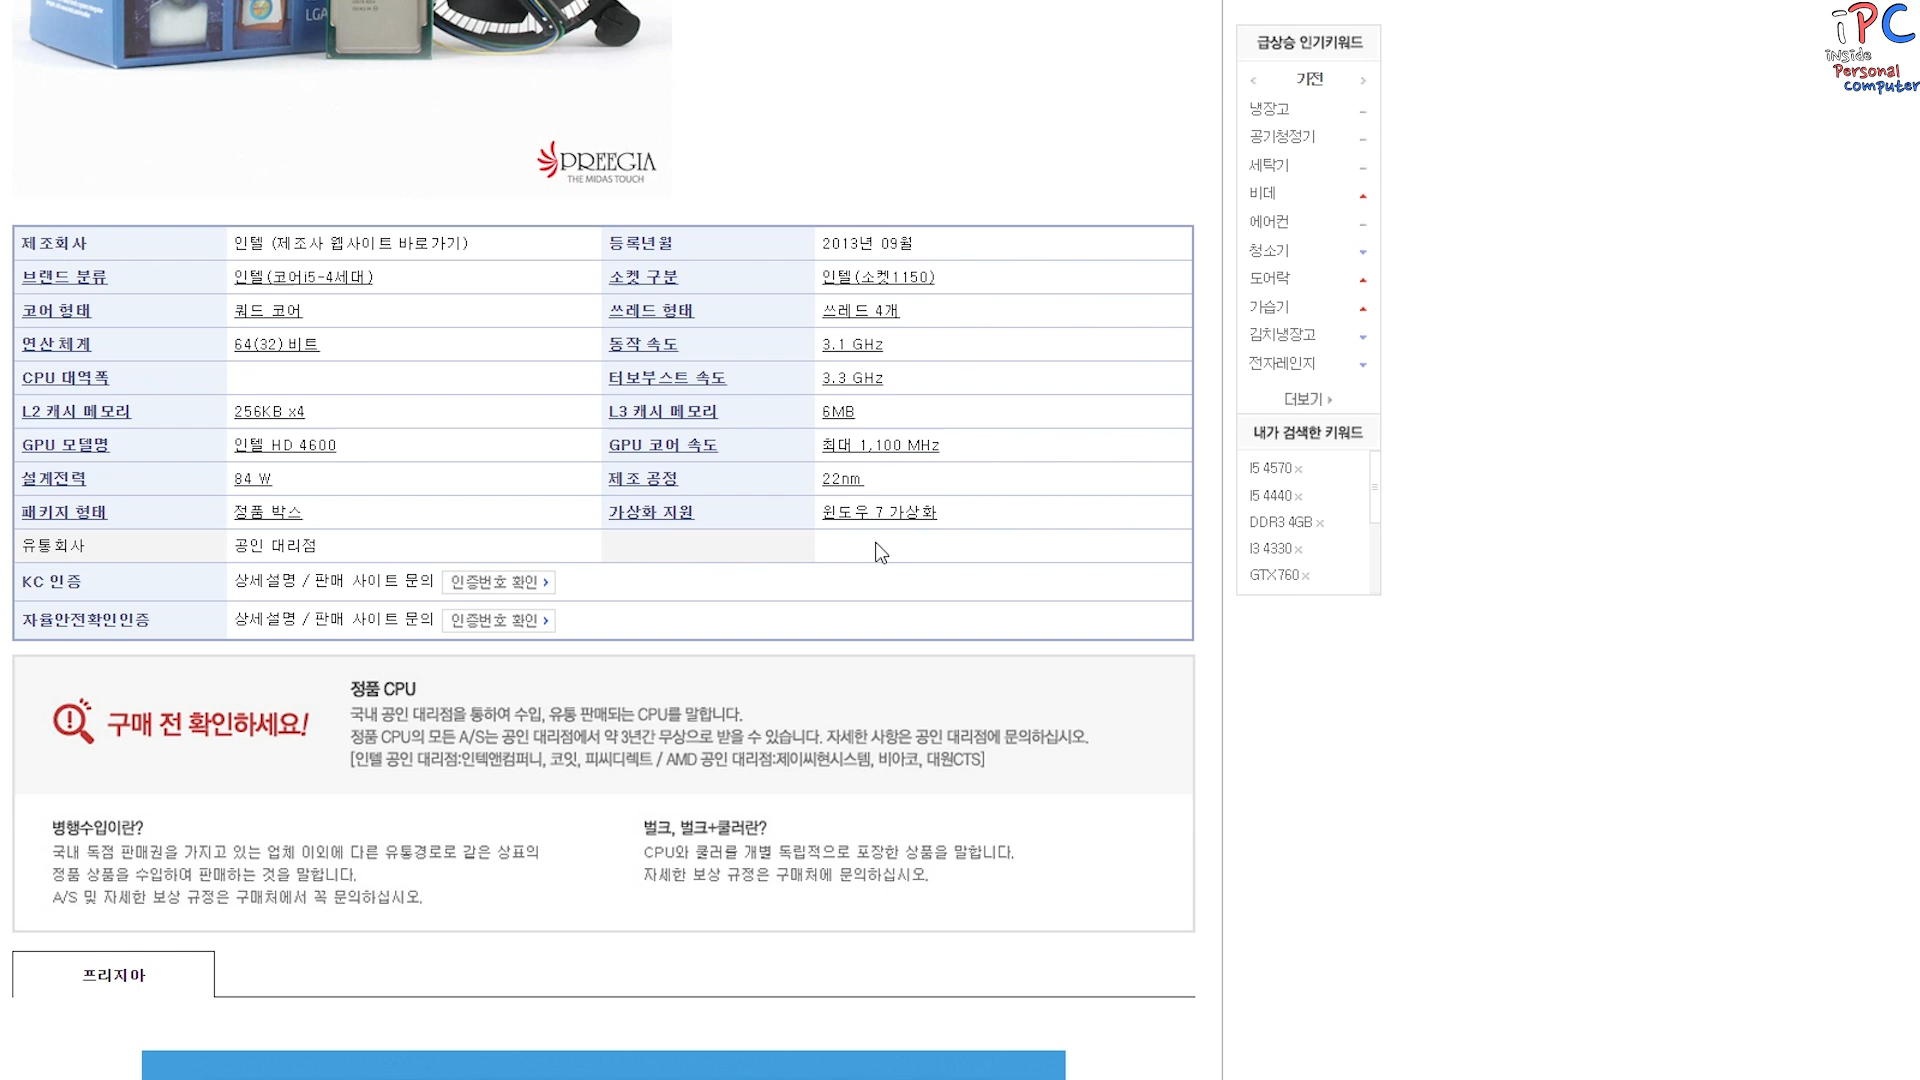 LGA
iPC
iNside
Personal
computer
PREEGIA
THE MIDAS TOUCH
제조회사 인텔 (제조사 웹사이트 바로가기) 등록년월 2013년 09월
브랜드 분류 인텔(코어i5-4세대) 소켓 구분 인텔(소켓1150)
코어 형태 쿼드 코어 쓰레드 형태 쓰레드 4개
연산 체계 64(32)비트 동작 속도 3.1 GHz
CPU 대역폭 터보부스트 속도 3.3 GHz
L2 캐시 메모리 256KB x4 L3 캐시 메모리 6MB
GPU 모델명 인텔 HD 4600 GPU 코어 속도 최대 1,100 MHz
설계전력 84 W 제조 공정 22nm
패키지 형태 정품 박스 가상화 지원 윈도우 7 가상화
유통회사 공인 대리점
KC 인증 상세설명 / 판매 사이트 문의 인증번호 확인 ›
자율안전확인인증 상세설명 / 판매 사이트 문의 인증번호 확인 ›
구매 전 확인하세요!
정품 CPU
국내 공인 대리점을 통하여 수입, 유통 판매되는 CPU를 말합니다.
정품 CPU의 모든 A/S는 공인 대리점에서 약 3년간 무상으로 받을 수 있습니다. 자세한 사항은 공인 대리점에 문의하십시오.
[인텔 공인 대리점:인텍앤컴퍼니, 코잇, 피씨디렉트 / AMD 공인 대리점:제이씨현시스템, 비아코, 대원CTS]
병행수입이란?
국내 독점 판매권을 가지고 있는 업체 이외에 다른 유통경로로 같은 상표의
정품 상품을 수입하여 판매하는 것을 말합니다.
A/S 및 자세한 보상 규정은 구매처에서 꼭 문의하십시오.
벌크, 벌크+쿨러란?
CPU와 쿨러를 개별 독립적으로 포장한 상품을 말합니다.
자세한 보상 규정은 구매처에 문의하십시오.
프리지아
급상승 인기키워드
가전
냉장고
공기청정기
세탁기
비데
에어컨
청소기
도어락
가습기
김치냉장고
전자레인지
더보기
내가 검색한 키워드
I5 4570
I5 4440
DDR3 4GB
I3 4330
GTX760